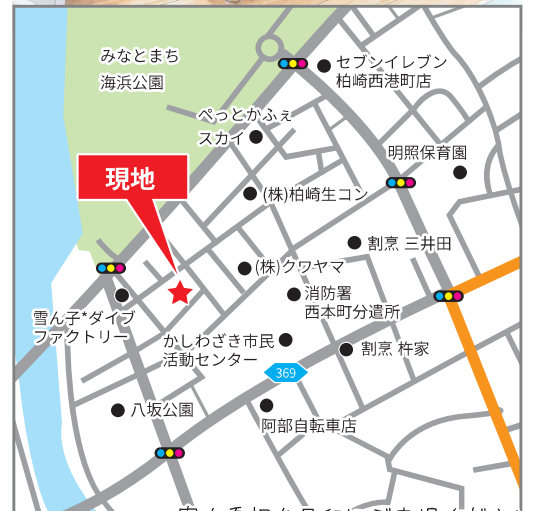 みなとまち
海浜公園
セブンイレブン
柏崎西港町店
ぺっとかふぇ
スカイ
明照保育園
現地
(株)柏崎生コン
割烹 三井田
(株)クワヤマ
消防署
西本町分遣所
雪ん子*ダイブ
ファクトリー
かしわざき市民
活動センター
割烹 杵家
369
八坂公園
阿部自転車店